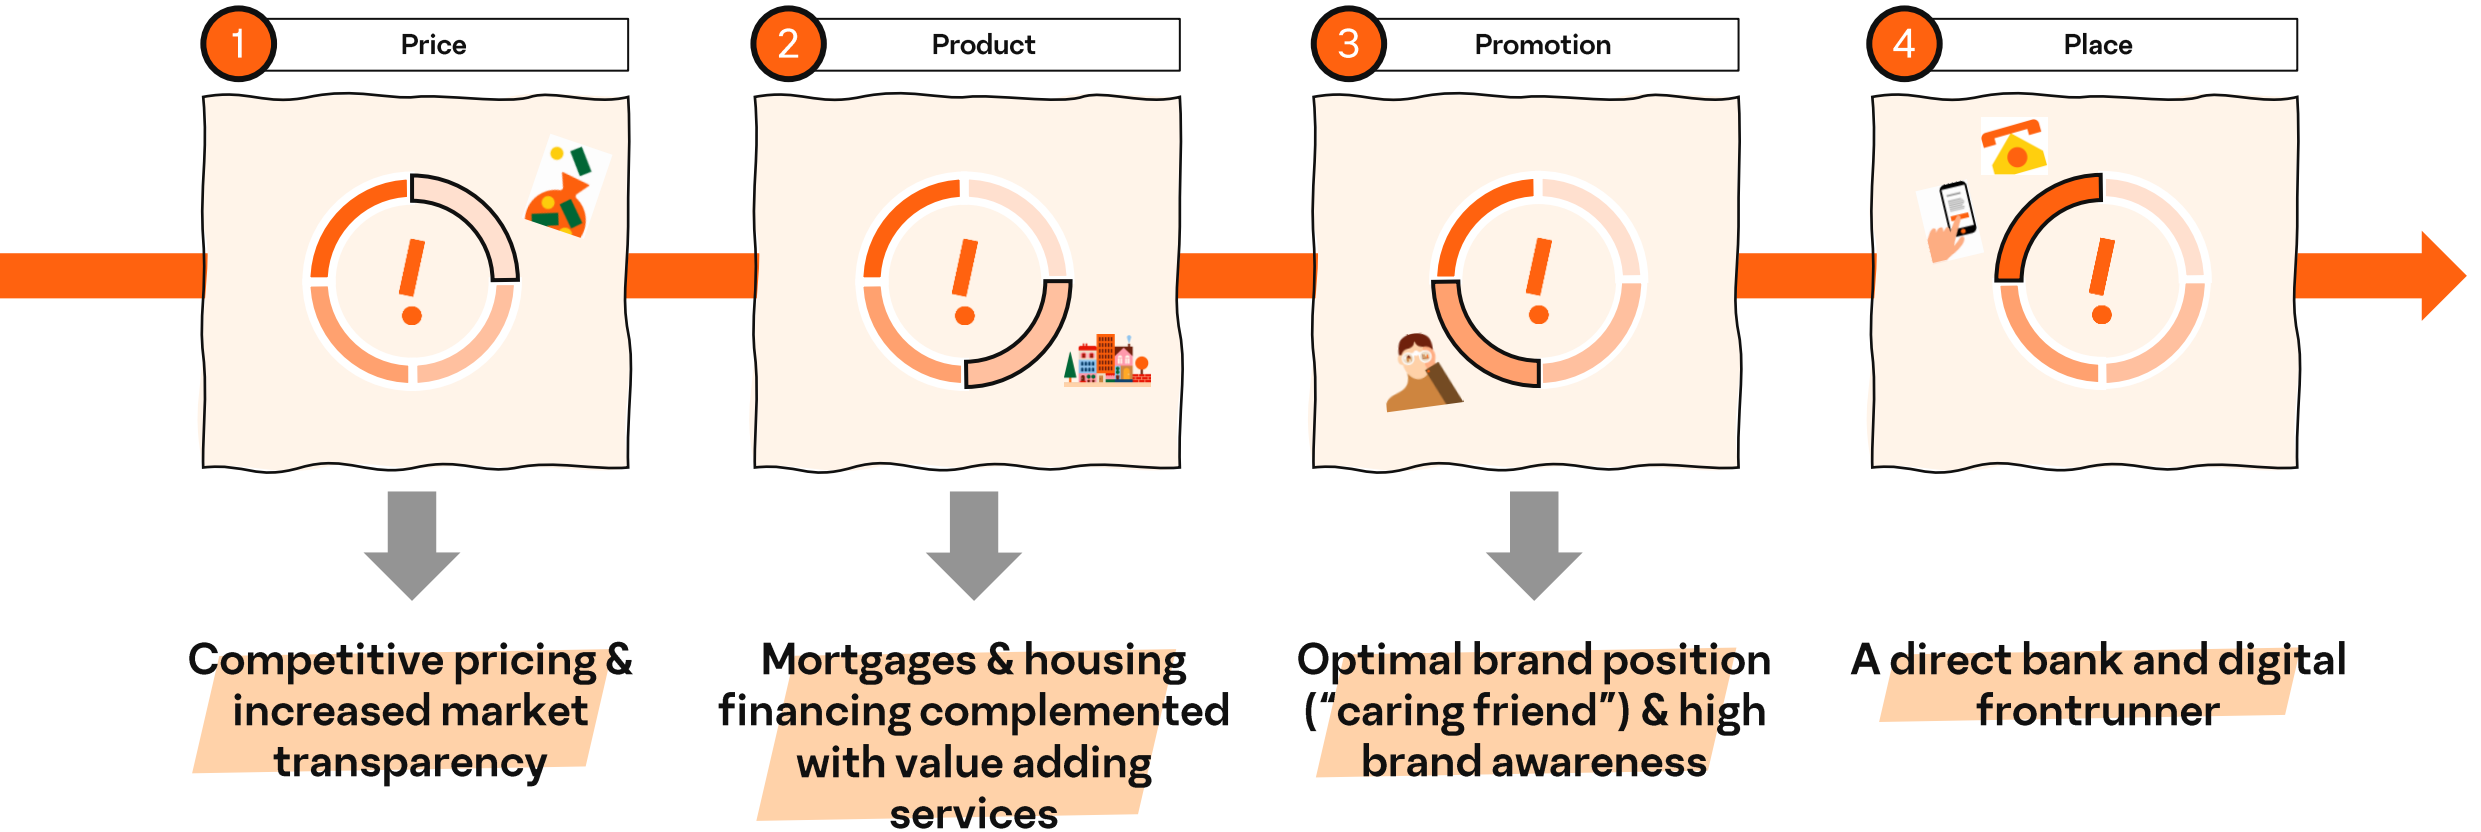 1
Price
2
Product
3
Promotion
4
Place
!
!
!
!
Competitive pricing &
increased market
transparency
Mortgages & housing
financing complemented
with value adding
services
Optimal brand position
(“caring friend”) & high
brand awareness
A direct bank and digital
frontrunner